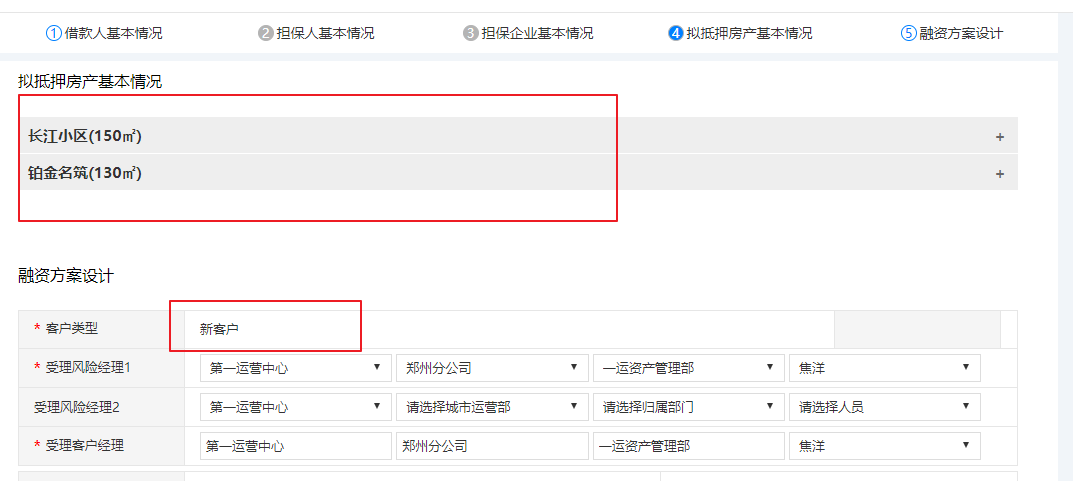 ①借款人基本情况 ②担保人基本情况 ③担保企业基本情况 ④拟抵押房产基本情况 ⑤融资方案设计
拟抵押房产基本情况
长江小区(150㎡) +
铂金名筑(130㎡) +
融资方案设计
* 客户类型 新客户
* 受理风险经理1 第一运营中心 ▼ 郑州分公司 ▼ 一运资产管理部 ▼ 焦洋 ▼
受理风险经理2 第一运营中心 ▼ 请选择城市运营部 ▼ 请选择归属部门 ▼ 请选择人员 ▼
* 受理客户经理 第一运营中心 郑州分公司 一运资产管理部 焦洋 ▼